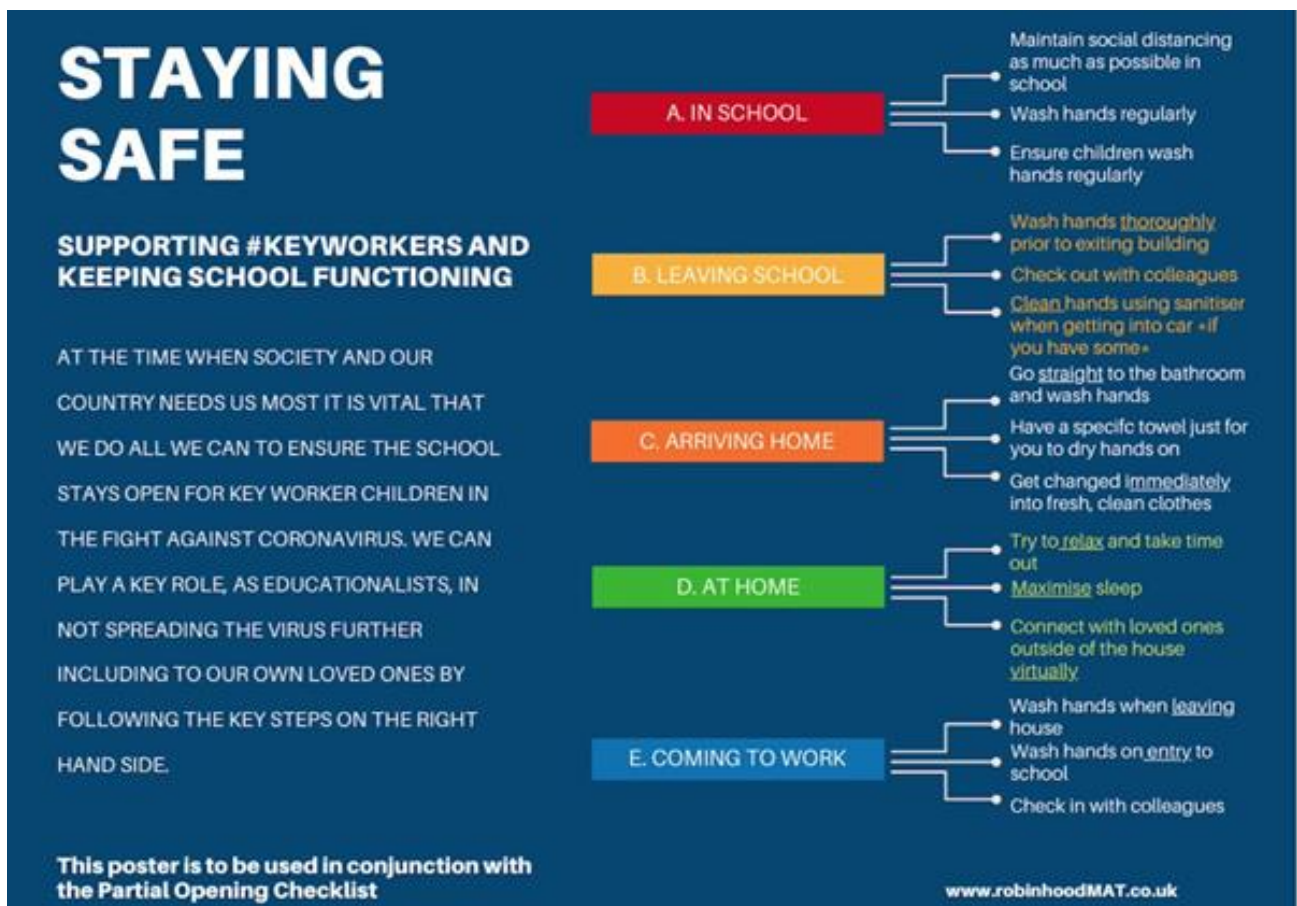 STAYING
SAFE
SUPPORTING #KEYWORKERS AND
KEEPING SCHOOL FUNCTIONING
AT THE TIME WHEN SOCIETY AND OUR
COUNTRY NEEDS US MOST IT IS VITAL THAT
WE DO ALL WE CAN TO ENSURE THE SCHOOL
STAYS OPEN FOR KEY WORKER CHILDREN IN
THE FIGHT AGAINST CORONAVIRUS. WE CAN
PLAY A KEY ROLE, AS EDUCATIONALISTS, IN
NOT SPREADING THE VIRUS FURTHER
INCLUDING TO OUR OWN LOVED ONES BY
FOLLOWING THE KEY STEPS ON THE RIGHT
HAND SIDE.
This poster is to be used in conjunction with
the Partial Opening Checklist
A. IN SCHOOL
Maintain social distancing
as much as possible in
school
Wash hands regularly
Ensure children wash
hands regularly
B. LEAVING SCHOOL
Wash hands thoroughly
prior to exiting building
Check out with colleagues
Clean hands using sanitiser
when getting into car *if
you have some*
C. ARRIVING HOME
Go straight to the bathroom
and wash hands
Have a specifc towel just for
you to dry hands on
Get changed immediately
into fresh, clean clothes
D. AT HOME
Try to relax and take time
out
Maximise sleep
Connect with loved ones
outside of the house
virtually
E. COMING TO WORK
Wash hands when leaving
house
Wash hands on entry to
school
Check in with colleagues
www.robinhoodMAT.co.uk